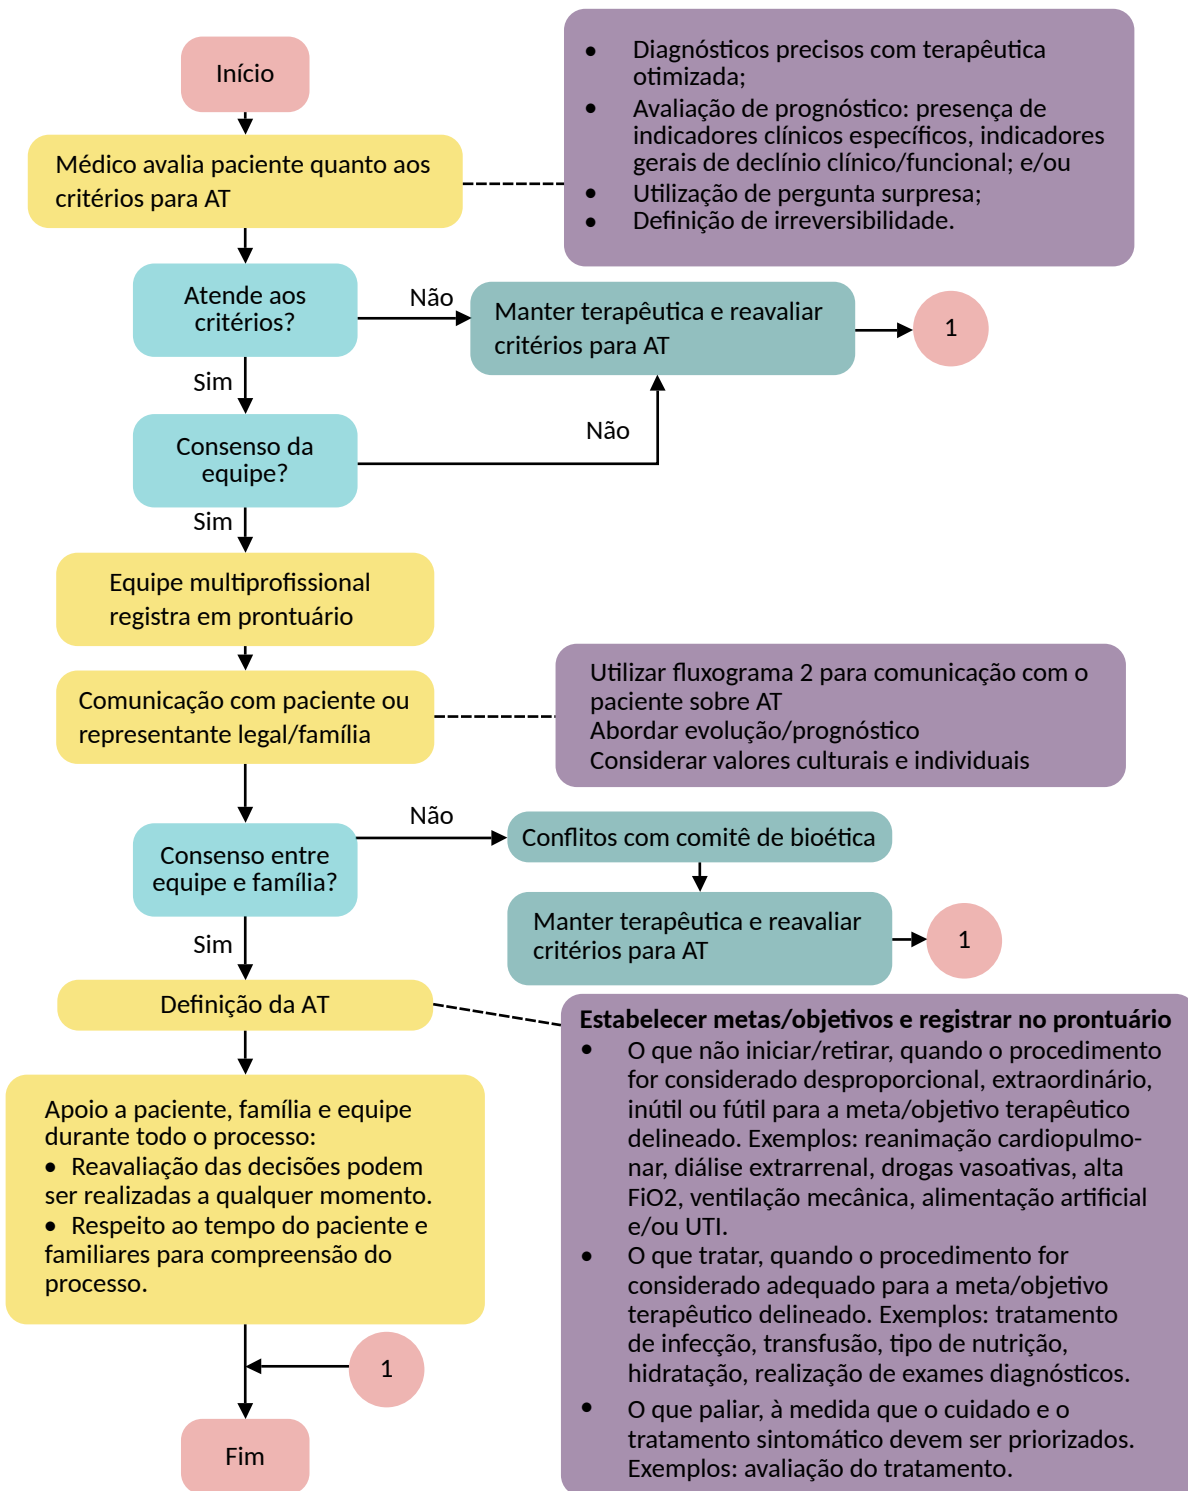 Início
Médico avalia paciente quanto aos
critérios para AT
• Diagnósticos precisos com terapêutica
otimizada;
• Avaliação de prognóstico: presença de
indicadores clínicos específicos, indicadores
gerais de declínio clínico/funcional; e/ou
• Utilização de pergunta surpresa;
• Definição de irreversibilidade.
Atende aos
critérios?
Não
Manter terapêutica e reavaliar
critérios para AT
1
Sim
Consenso da
equipe?
Não
Sim
Equipe multiprofissional
registra em prontuário
Comunicação com paciente ou
representante legal/família
Utilizar fluxograma 2 para comunicação com o
paciente sobre AT
Abordar evolução/prognóstico
Considerar valores culturais e individuais
Consenso entre
equipe e família?
Não
Conflitos com comitê de bioética
Manter terapêutica e reavaliar
critérios para AT
1
Sim
Definição da AT
Estabelecer metas/objetivos e registrar no prontuário
• O que não iniciar/retirar, quando o procedimento
for considerado desproporcional, extraordinário,
inútil ou fútil para a meta/objetivo terapêutico
delineado. Exemplos: reanimação cardiopulmo-
nar, diálise extrarrenal, drogas vasoativas, alta
FiO2, ventilação mecânica, alimentação artificial
e/ou UTI.
• O que tratar, quando o procedimento for
considerado adequado para a meta/objetivo
terapêutico delineado. Exemplos: tratamento
de infecção, transfusão, tipo de nutrição,
hidratação, realização de exames diagnósticos.
• O que paliar, à medida que o cuidado e o
tratamento sintomático devem ser priorizados.
Exemplos: avaliação do tratamento.
Apoio a paciente, família e equipe
durante todo o processo:
• Reavaliação das decisões podem
ser realizadas a qualquer momento.
• Respeito ao tempo do paciente e
familiares para compreensão do
processo.
1
Fim